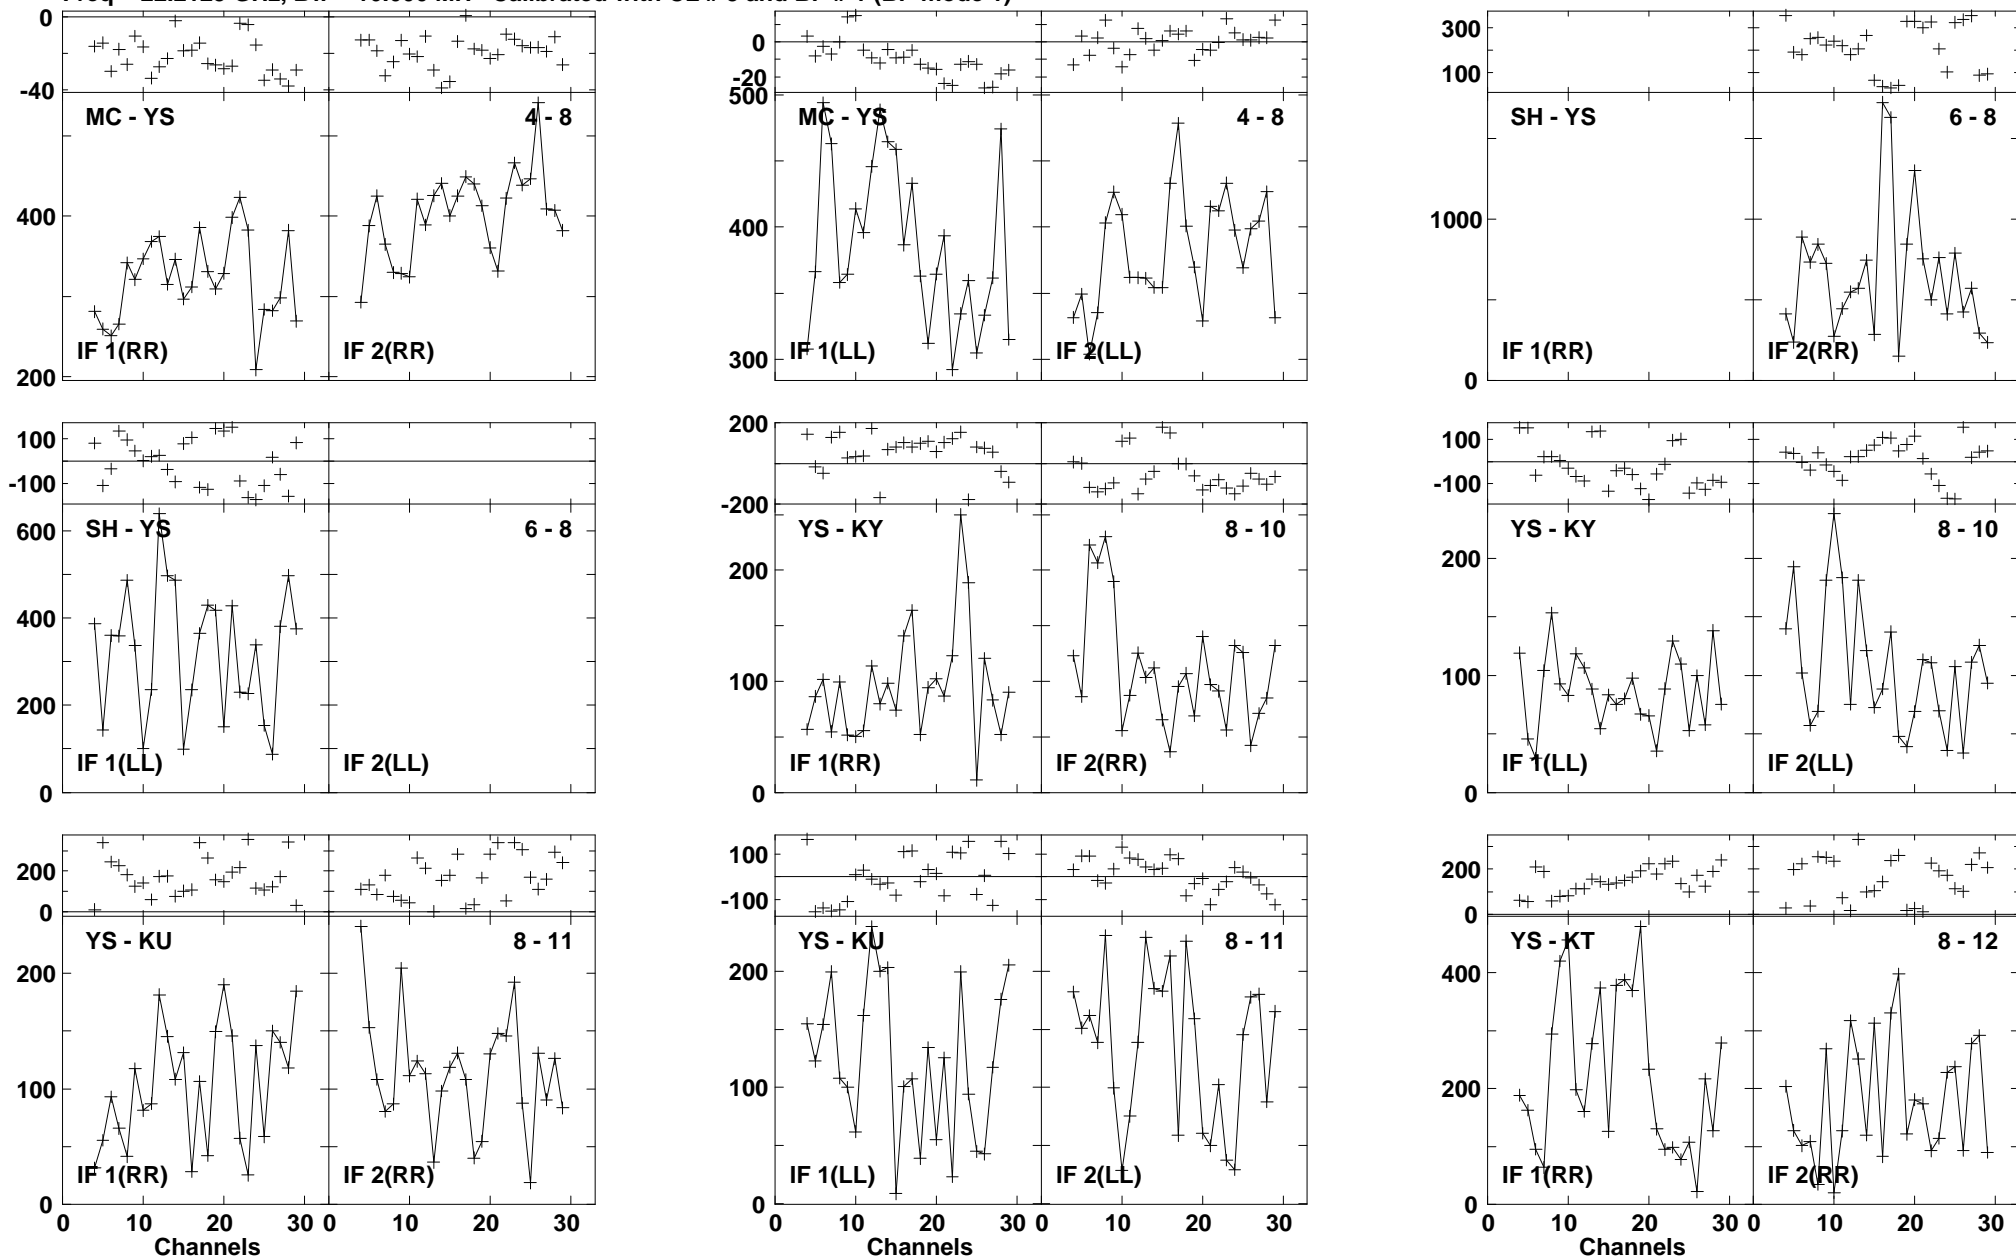 0
-40
MC - YS
4 - 8
400
200
IF 1(RR)
IF 2(RR)
0
-20
500
MC - YS
4 - 8
400
300
IF 1(LL)
IF 2(LL)
300
100
SH - YS
6 - 8
1000
0
IF 1(RR)
IF 2(RR)
100
-100
SH - YS
6 - 8
600
400
200
0
IF 1(LL)
IF 2(LL)
200
-200
YS - KY
8 - 10
200
100
0
IF 1(RR)
IF 2(RR)
100
-100
YS - KY
8 - 10
200
100
0
IF 1(LL)
IF 2(LL)
200
0
YS - KU
8 - 11
200
100
0
IF 1(RR)
IF 2(RR)
0 10 20 30 0 10 20 30
Channels
100
-100
YS - KU
8 - 11
200
100
0
IF 1(LL)
IF 2(LL)
0 10 20 30 0 10 20 30
Channels
200
0
YS - KT
8 - 12
400
200
0
IF 1(RR)
IF 2(RR)
0 10 20 30 0 10 20 30
Channels